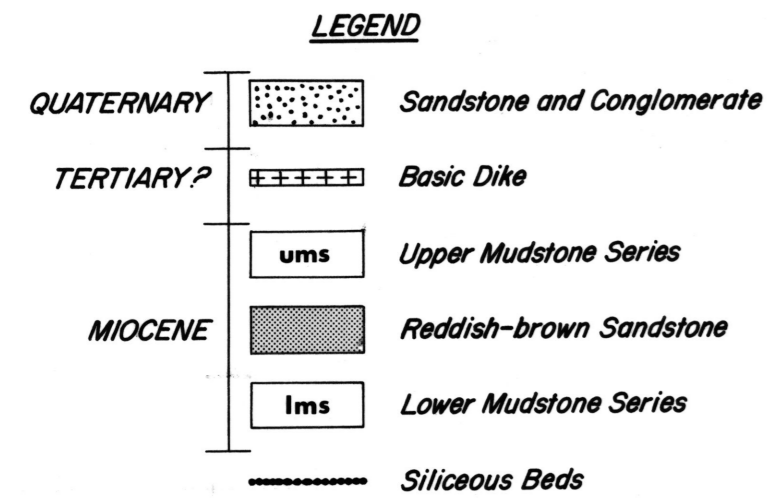 LEGEND
QUATERNARY Sandstone and Conglomerate
TERTIARY? Basic Dike
ums Upper Mudstone Series
MIOCENE Reddish-brown Sandstone
lms Lower Mudstone Series
Siliceous Beds